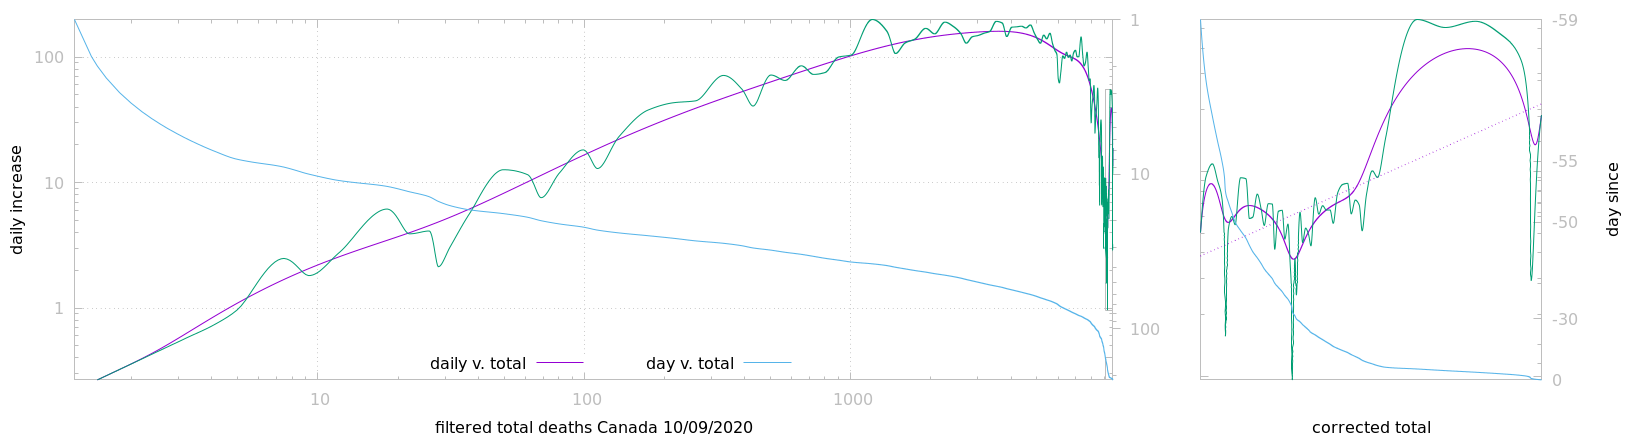 1
-59
100
10
-55
daily increase
10
-50
day since
1
100
-30
daily v. total day v. total
0
10 100 1000
filtered total deaths Canada 10/09/2020
corrected total